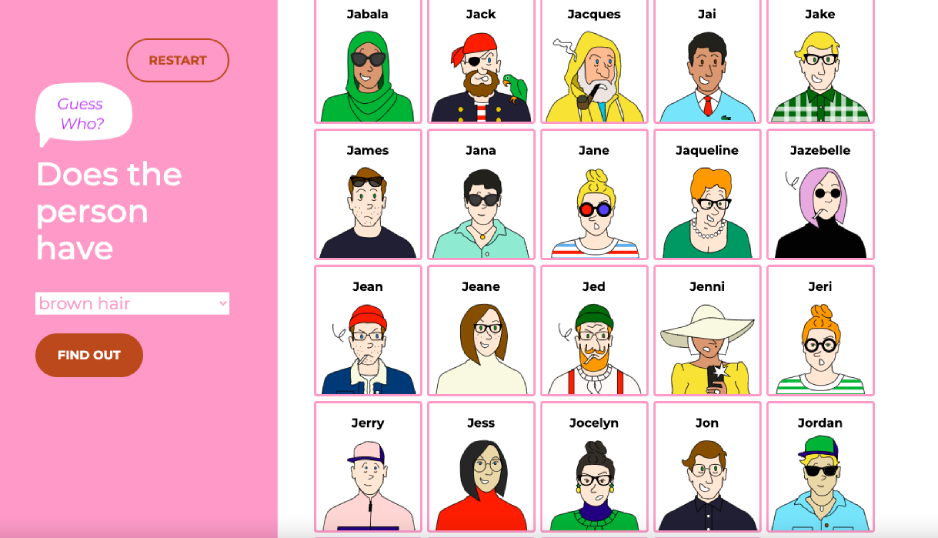 RESTART
Guess
Who?
Does the
person
have
brown hair
FIND OUT
Jabala
Jack
Jacques
Jai
Jake
James
Jana
Jane
Jaqueline
Jazebelle
Jean
Jeane
Jed
Jenni
Jeri
Jerry
Jess
Jocelyn
Jon
Jordan